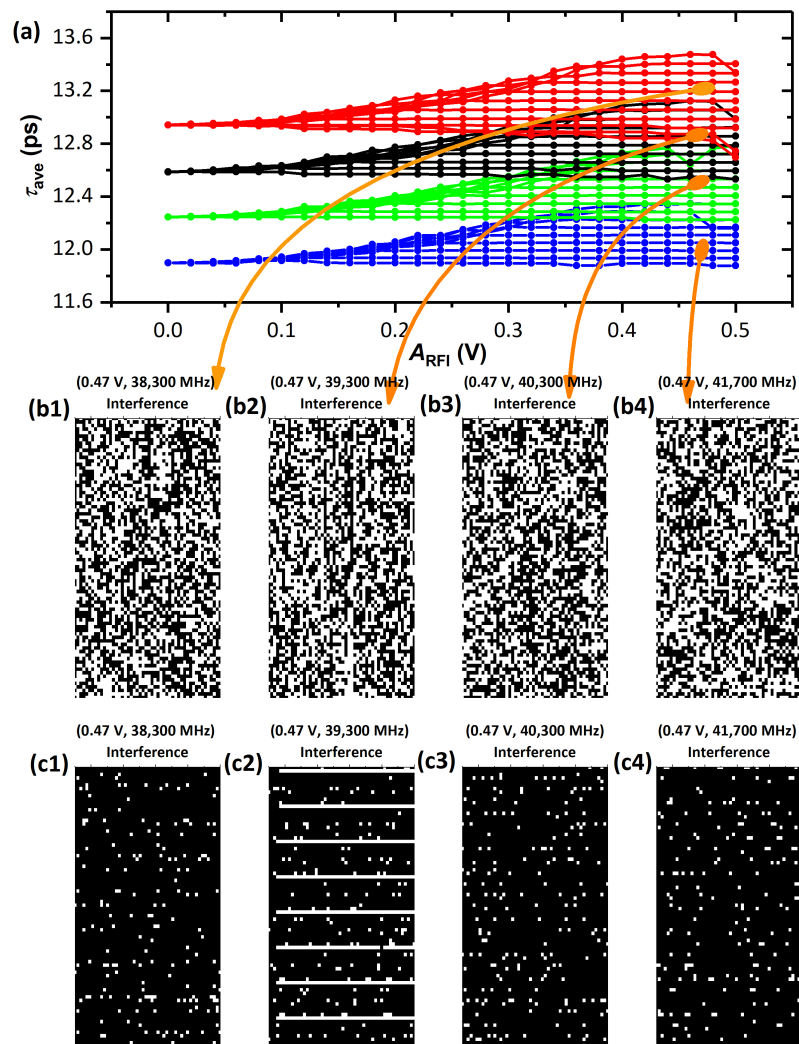 (a)
13.6
13.2
12.8
12.4
12.0
11.6
τave (ps)
0.0 0.1 0.2 0.3 0.4 0.5
ARFI (V)
(0.47 V, 38,300 MHz) (0.47 V, 39,300 MHz) (0.47 V, 40,300 MHz) (0.47 V, 41,700 MHz)
(b1) Interference (b2) Interference (b3) Interference (b4) Interference
(0.47 V, 38,300 MHz) (0.47 V, 39,300 MHz) (0.47 V, 40,300 MHz) (0.47 V, 41,700 MHz)
(c1) Interference (c2) Interference (c3) Interference (c4) Interference